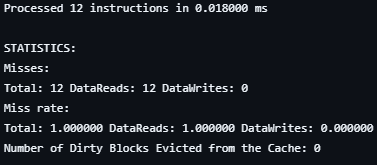 Processed 12 instructions in 0.018000 ms
STATISTICS:
Misses:
Total: 12 DataReads: 12 DataWrites: 0
Miss rate:
Total: 1.000000 DataReads: 1.000000 DataWrites: 0.000000
Number of Dirty Blocks Evicted from the Cache: 0